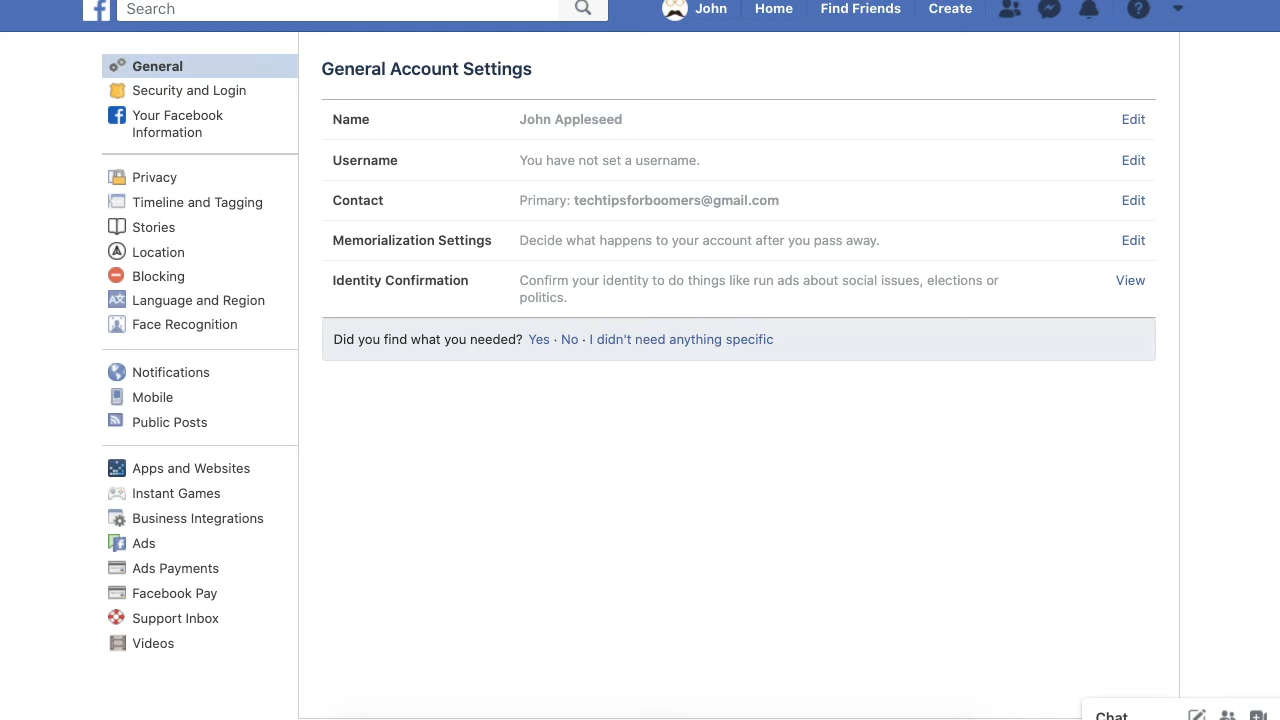 Search
John
Home
Find Friends
Create
General
Security and Login
Your Facebook
Information
Privacy
Timeline and Tagging
Stories
Location
Blocking
Language and Region
Face Recognition
Notifications
Mobile
Public Posts
Apps and Websites
Instant Games
Business Integrations
Ads
Ads Payments
Facebook Pay
Support Inbox
Videos
General Account Settings
Name John Appleseed Edit
Username You have not set a username. Edit
Contact Primary: techtipsforboomers@gmail.com Edit
Memorialization Settings Decide what happens to your account after you pass away. Edit
Identity Confirmation Confirm your identity to do things like run ads about social issues, elections or View
politics.
Did you find what you needed? Yes · No · I didn't need anything specific
Chat